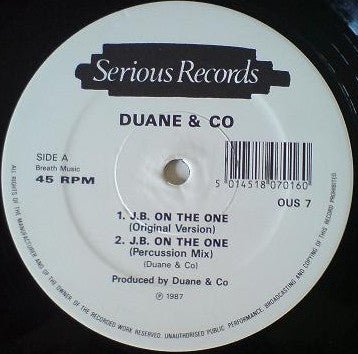 Serious Records
DUANE & CO
SIDE A
Breath Music
45 RPM
5 014518 070160
OUS 7
1. J.B. ON THE ONE
(Original Version)
2. J.B. ON THE ONE
(Percussion Mix)
(Duane & Co)
Produced by Duane & Co
℗ 1987
ALL RIGHTS OF THE MANUFACTURER AND OF THE OWNER OF THE RECORDED WORK RESERVED. UNAUTHORISED PUBLIC PERFORMANCE, BROADCASTING AND COPYING OF THIS RECORD PROHIBITED